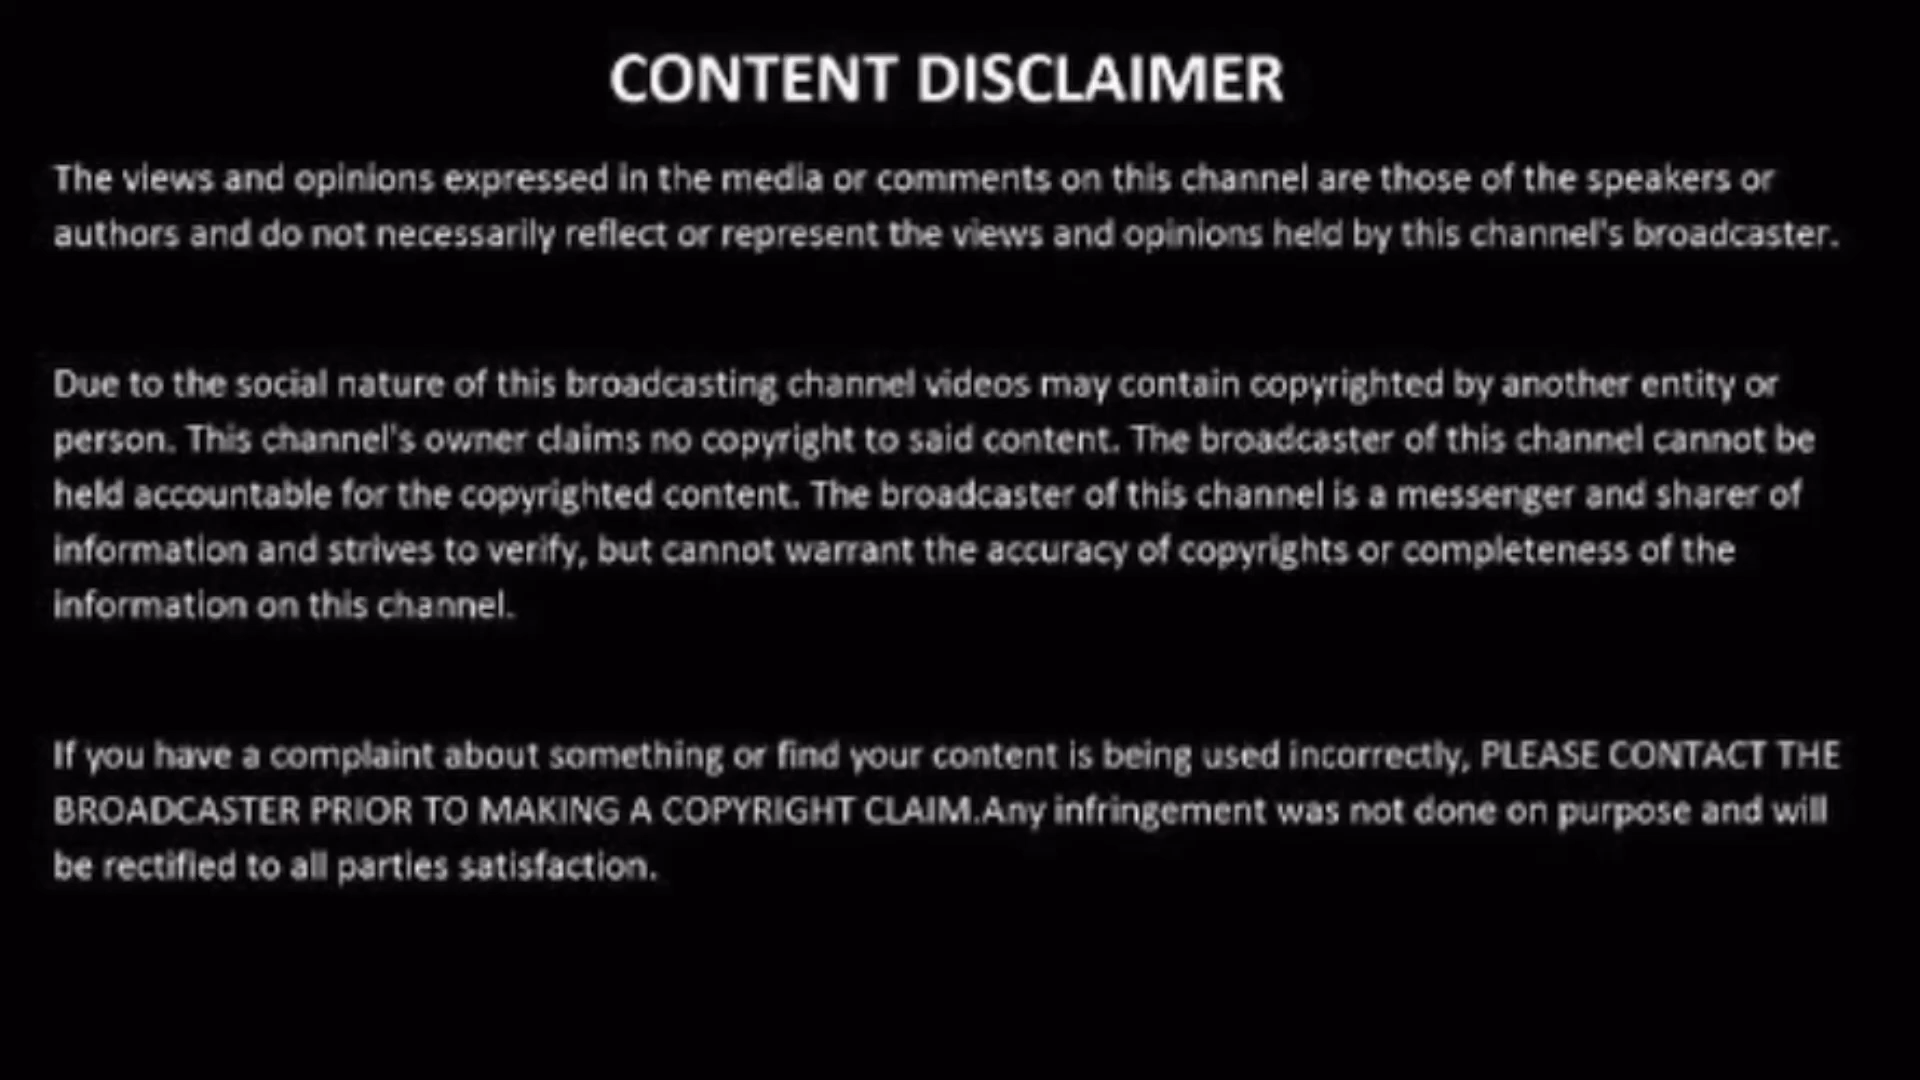 CONTENT DISCLAIMER
The views and opinions expressed in the media or comments on this channel are those of the speakers or
authors and do not necessarily reflect or represent the views and opinions held by this channel's broadcaster.
Due to the social nature of this broadcasting channel videos may contain copyrighted by another entity or
person. This channel's owner claims no copyright to said content. The broadcaster of this channel cannot be
held accountable for the copyrighted content. The broadcaster of this channel is a messenger and sharer of
information and strives to verify, but cannot warrant the accuracy of copyrights or completeness of the
information on this channel.
If you have a complaint about something or find your content is being used incorrectly, PLEASE CONTACT THE
BROADCASTER PRIOR TO MAKING A COPYRIGHT CLAIM.Any infringement was not done on purpose and will
be rectified to all parties satisfaction.